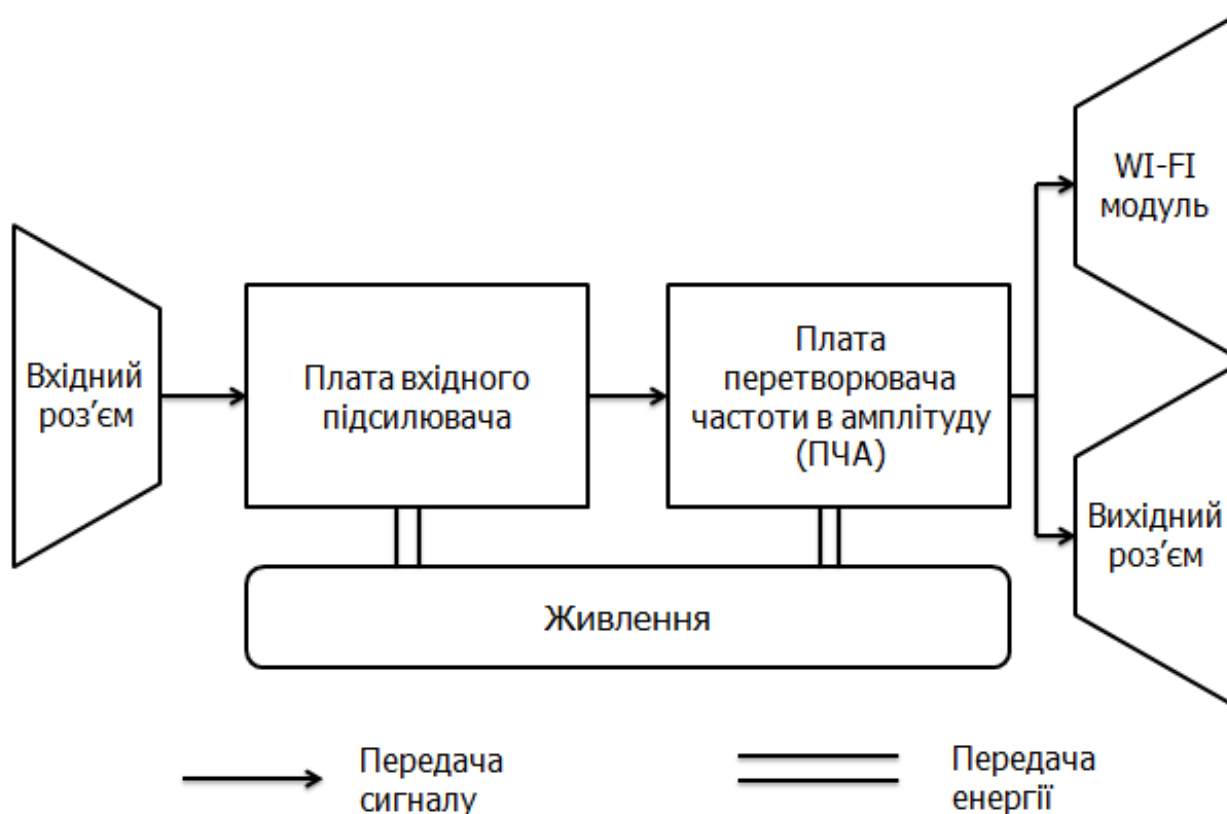 WI-FI
модуль
Вхідний
роз’єм
Плата вхідного
підсилювача
Плата
перетворювача
частоти в амплітуду
(ПЧА)
Вихідний
роз’єм
Живлення
Передача
сигналу
Передача
енергії